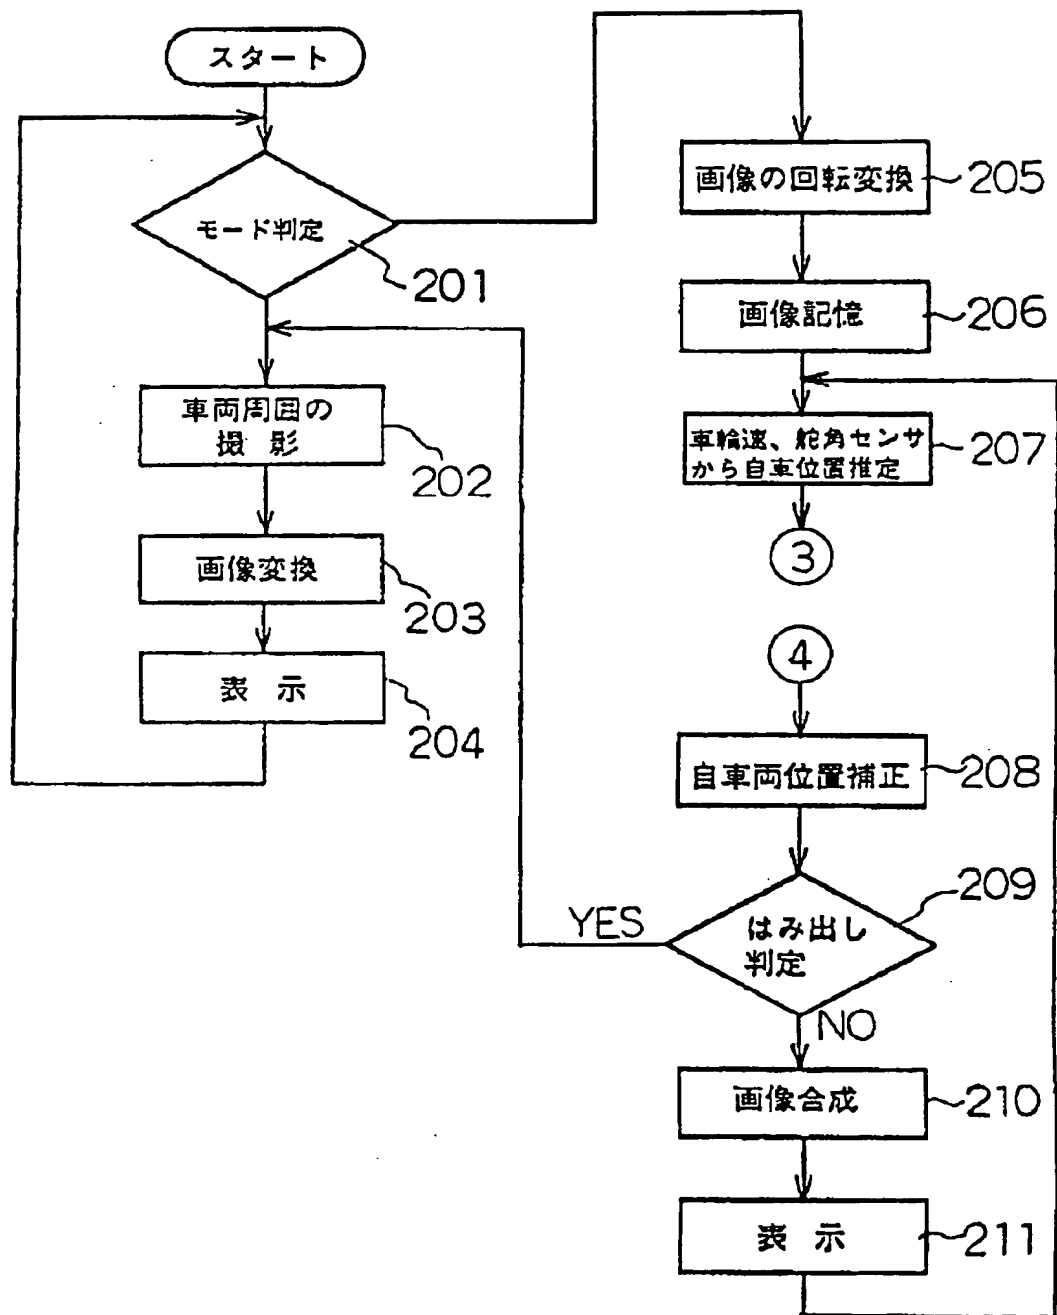 スタート
モード判定
201
車両周囲の
撮 影
202
画像変換
203
表 示
204
画像の回転変換
205
画像記憶
206
車輪速、舵角センサ
から自車位置推定
207
3
4
自車両位置補正
208
はみ出し
判定
209
YES
NO
画像合成
210
表 示
211